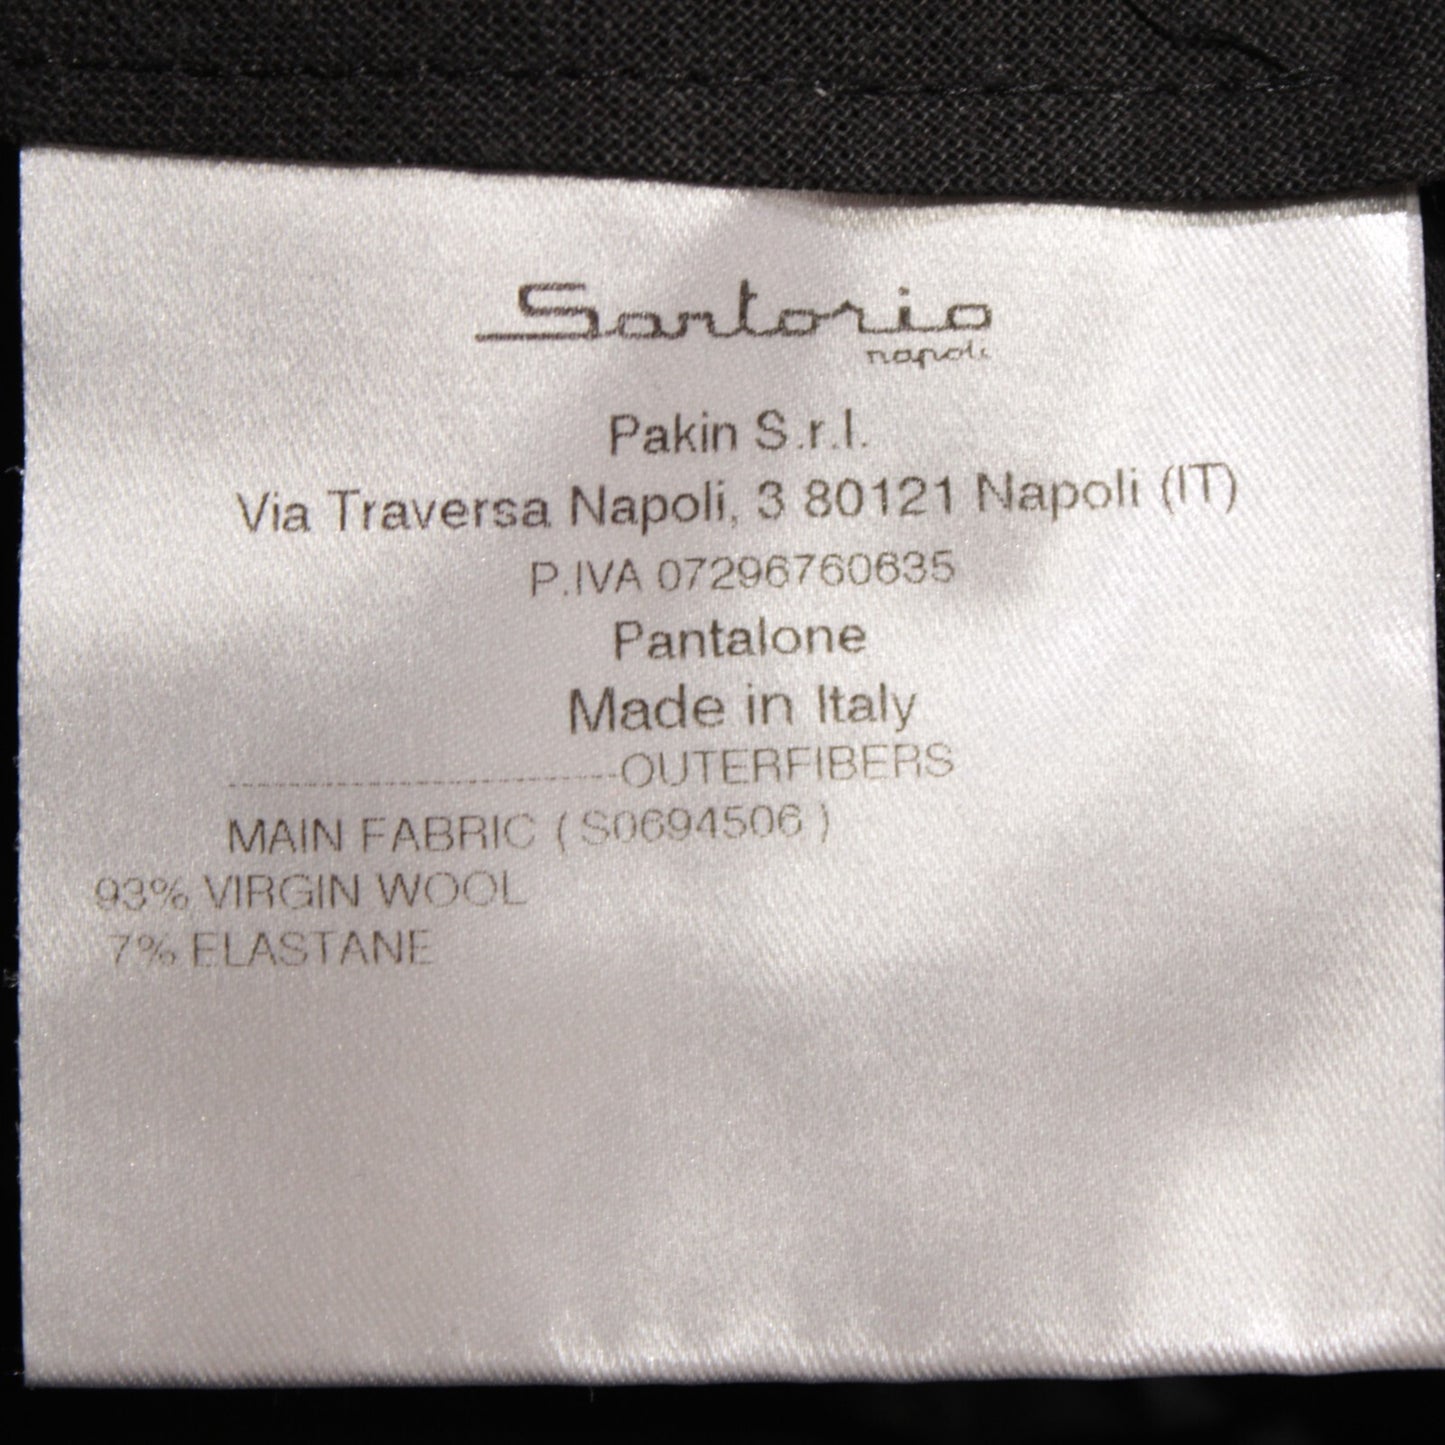 Sartorio
napoli
Pakin S.r.l.
Via Traversa Napoli, 3 80121 Napoli (IT)
P.IVA 07296760635
Pantalone
Made in Italy
------------------------------OUTERFIBERS
MAIN FABRIC ( S0694506 )
93% VIRGIN WOOL
7% ELASTANE